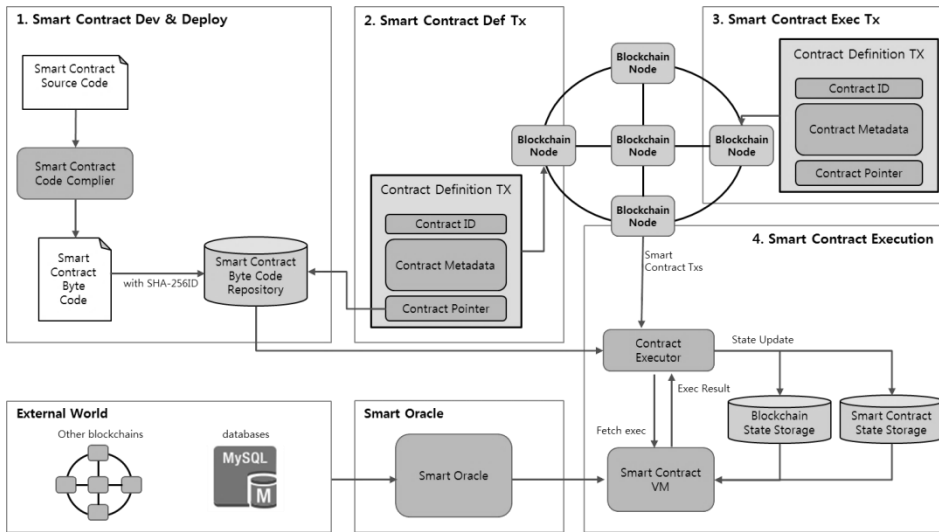 1. Smart Contract Dev & Deploy
Smart Contract
Source Code
Smart Contract
Code Complier
Smart
Contract
Byte
Code
with SHA-256ID
Smart Contract
Byte Code
Repository
2. Smart Contract Def Tx
Contract Definition TX
Contract ID
Contract Metadata
Contract Pointer
Blockchain
Node
Blockchain
Node
Blockchain
Node
Blockchain
Node
Blockchain
Node
3. Smart Contract Exec Tx
Contract Definition TX
Contract ID
Contract Metadata
Contract Pointer
4. Smart Contract Execution
Smart
Contract Txs
Contract
Executor
State Update
Exec Result
Fetch exec
Blockchain
State Storage
Smart Contract
State Storage
Smart Contract
VM
External World
Other blockchains
databases
MySQL
M
Smart Oracle
Smart Oracle